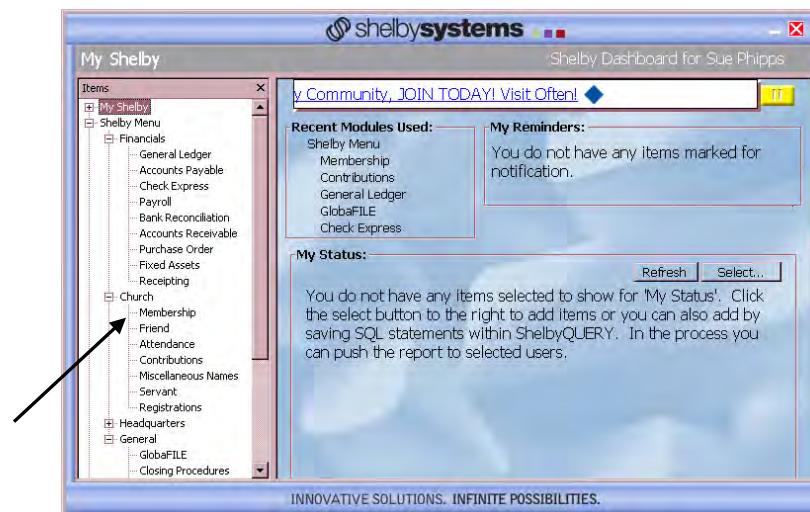 shelbysystems
My Shelby
Shelby Dashboard for Sue Phipps
Items
My Shelby
Shelby Menu
Financials
General Ledger
Accounts Payable
Check Express
Payroll
Bank Reconciliation
Accounts Receivable
Purchase Order
Fixed Assets
Receipting
Church
Membership
Friend
Attendance
Contributions
Miscellaneous Names
Servant
Registrations
Headquarters
General
GlobaFILE
Closing Procedures
y Community, JOIN TODAY! Visit Often!
Recent Modules Used:
Shelby Menu
Membership
Contributions
General Ledger
GlobaFILE
Check Express
My Reminders:
You do not have any items marked for
notification.
My Status:
Refresh Select...
You do not have any items selected to show for 'My Status'. Click
the select button to the right to add items or you can also add by
saving SQL statements within ShelbyQUERY. In the process you
can push the report to selected users.
INNOVATIVE SOLUTIONS. INFINITE POSSIBILITIES.